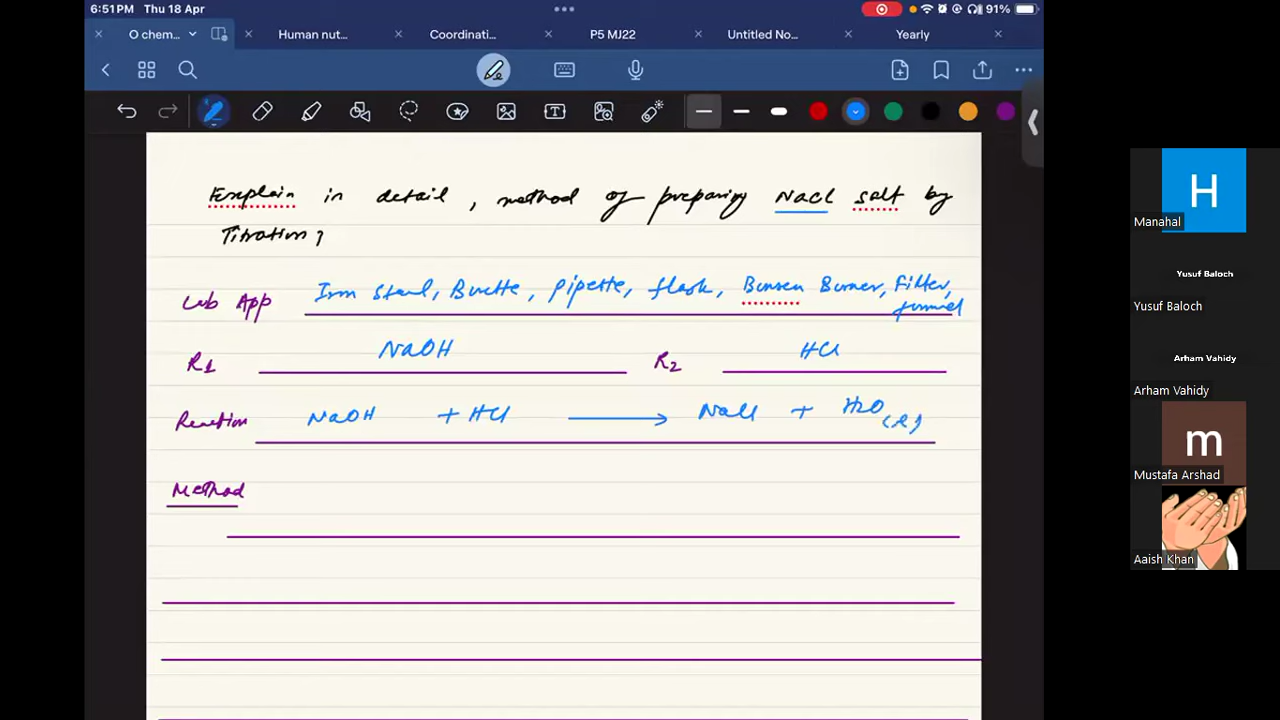 6:51PM Thu 18 Apr
91%
O chem...
Human nut...
Coordinati...
P5 MJ22
Untitled No...
Yearly
Explain in detail, method of preparing NaCl salt by
Titration?
Lab App Iron Stand, Burette, Pipette, flask, Bunsen Burner, Filter,
funnel
R1 NaOH R2 HCl
Reaction NaOH + HCl → NaCl + H2O(l)
Method
H
Manahal
Yusuf Baloch
Yusuf Baloch
Arham Vahidy
Arham Vahidy
m
Mustafa Arshad
Aaish Khan